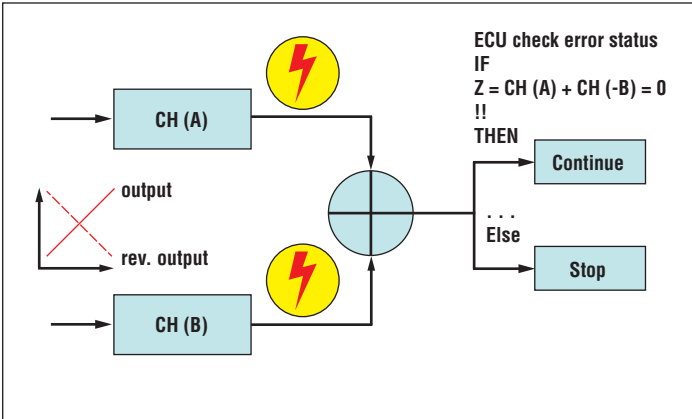 ECU check error status
IF
Z = CH (A) + CH (-B) = 0
!!
THEN
CH (A)
Continue
output
. . .
Else
rev. output
Stop
CH (B)